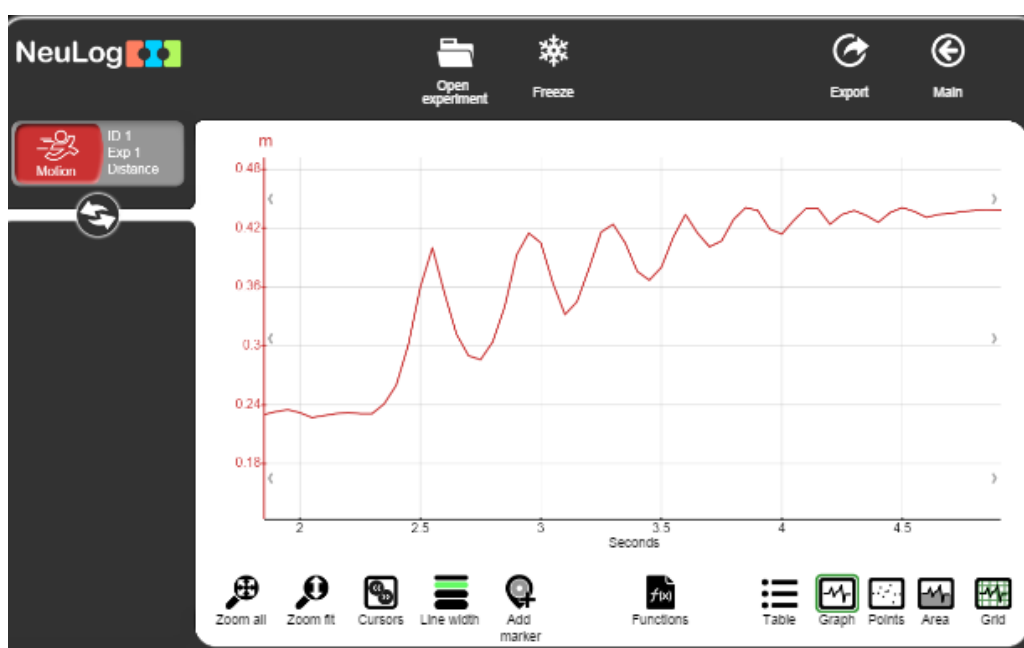 NeuLog
Open
experiment
Freeze
Export
Main
Motion
ID 1
Exp 1
Distance
m
0.48
0.42
0.36
0.3
0.24
0.18
2
2.5
3
3.5
4
4.5
Seconds
Zoom all
Zoom fit
Cursors
Line width
Add
marker
f(x)
Functions
Table
Graph
Points
Area
Grid